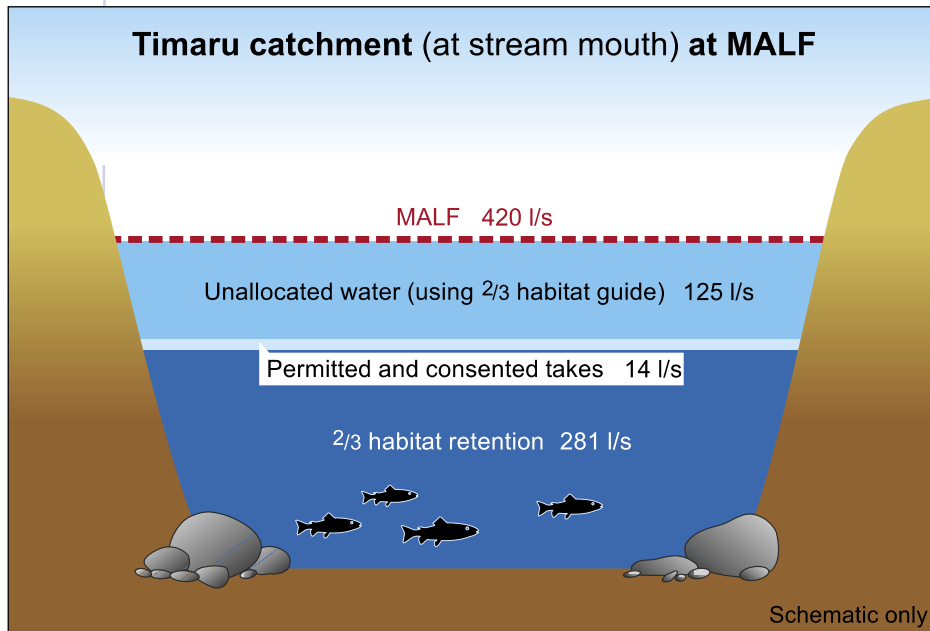 Timaru catchment (at stream mouth) at MALF
MALF 420 l/s
Unallocated water (using 2/3 habitat guide) 125 l/s
Permitted and consented takes 14 l/s
2/3 habitat retention 281 l/s
Schematic only